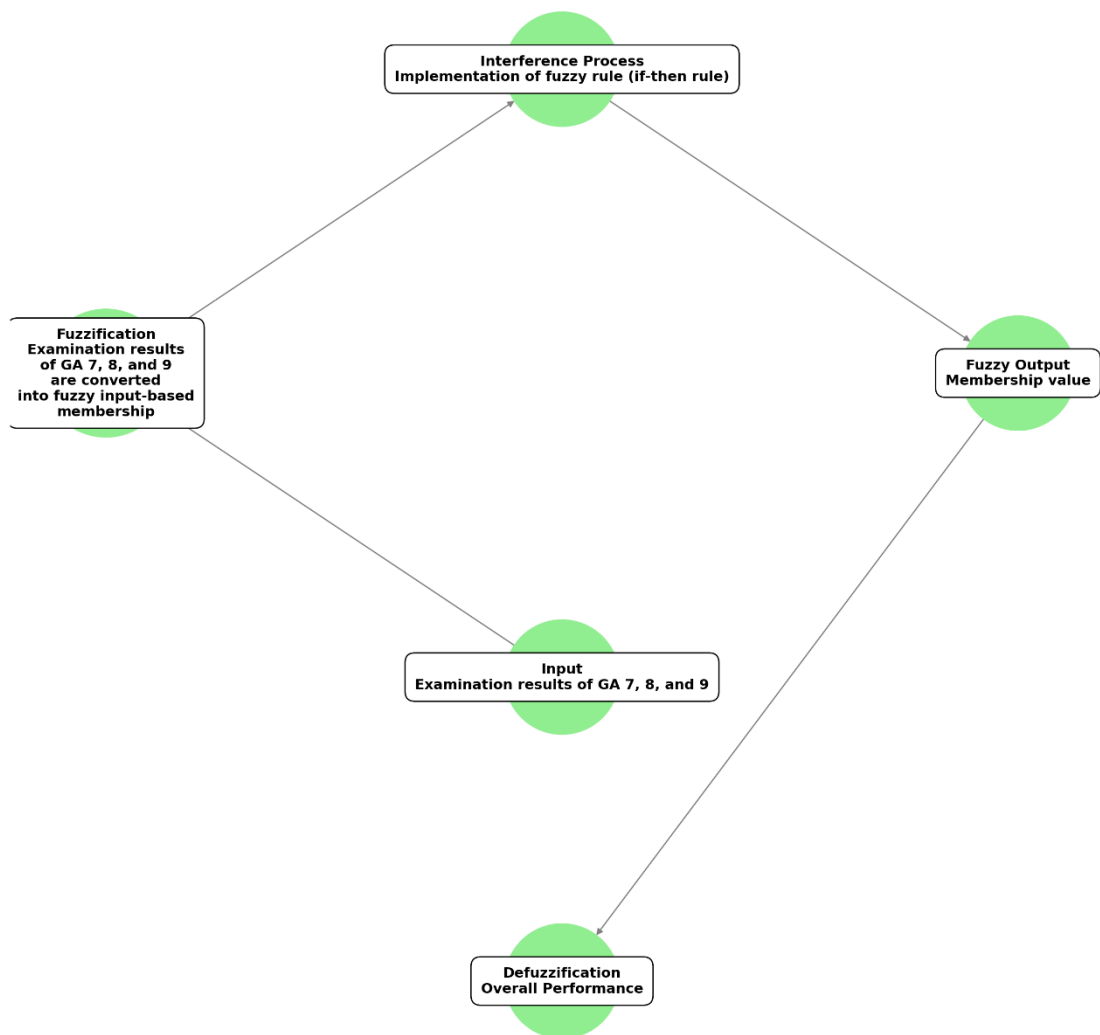 Interference Process
Implementation of fuzzy rule (if-then rule)
Fuzzification
Examination results
of GA 7, 8, and 9
are converted
into fuzzy input-based
membership
Fuzzy Output
Membership value
Input
Examination results of GA 7, 8, and 9
Defuzzification
Overall Performance